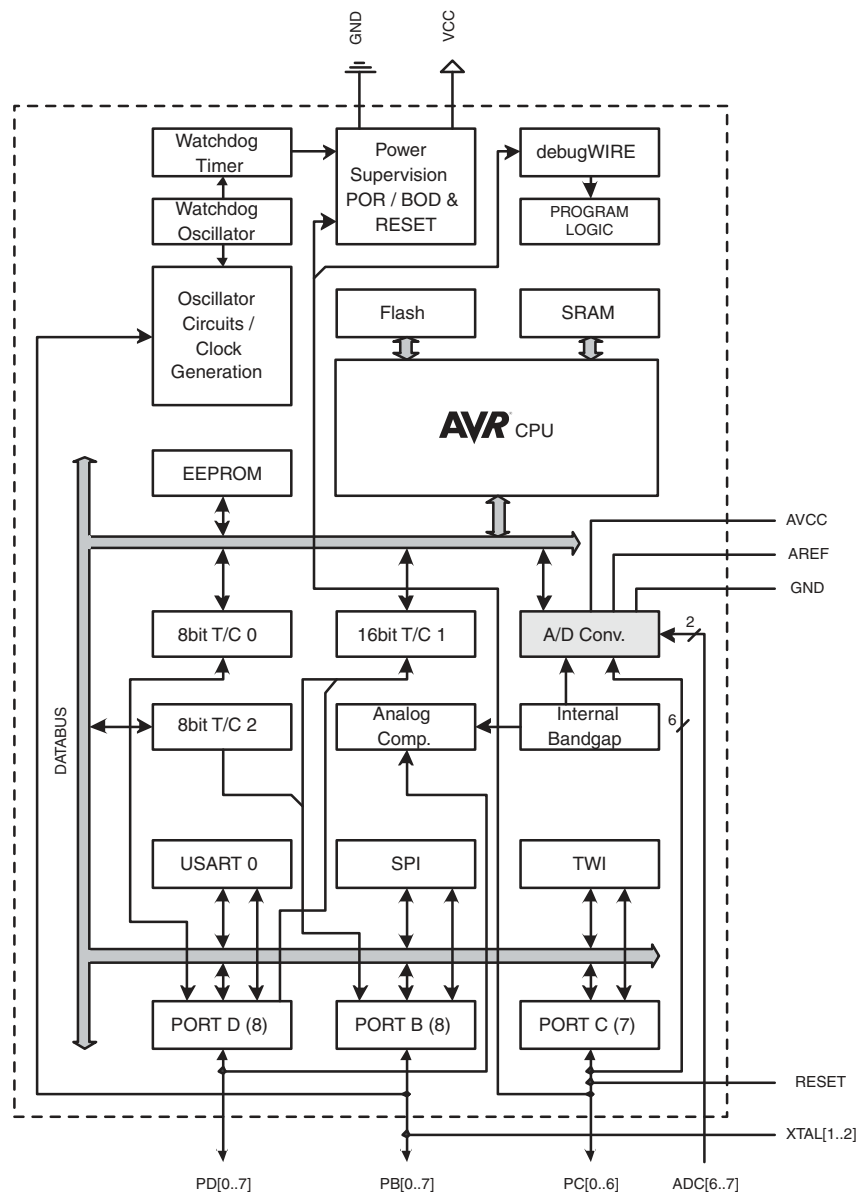 GND
VCC
Watchdog
Timer
Power
Supervision
POR / BOD &
RESET
debugWIRE
Watchdog
Oscillator
PROGRAM
LOGIC
Oscillator
Circuits /
Clock
Generation
Flash
SRAM
AVR CPU
EEPROM
AVCC
AREF
GND
8bit T/C 0
16bit T/C 1
A/D Conv.
2
DATABUS
8bit T/C 2
Analog
Comp.
Internal
Bandgap
6
USART 0
SPI
TWI
PORT D (8)
PORT B (8)
PORT C (7)
RESET
XTAL[1..2]
PD[0..7]
PB[0..7]
PC[0..6]
ADC[6..7]